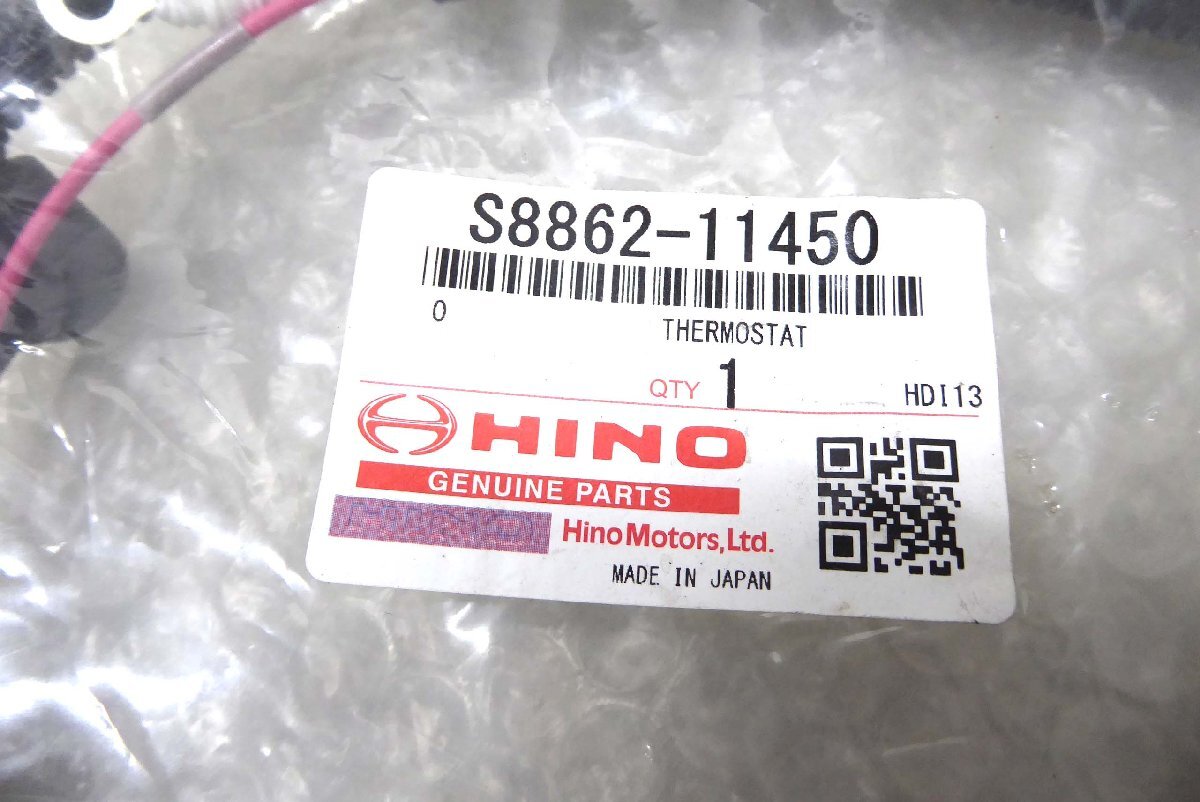 S8862-11450
0
THERMOSTAT
QTY 1
HDI13
HINO
GENUINE PARTS
Hino Motors, Ltd.
MADE IN JAPAN